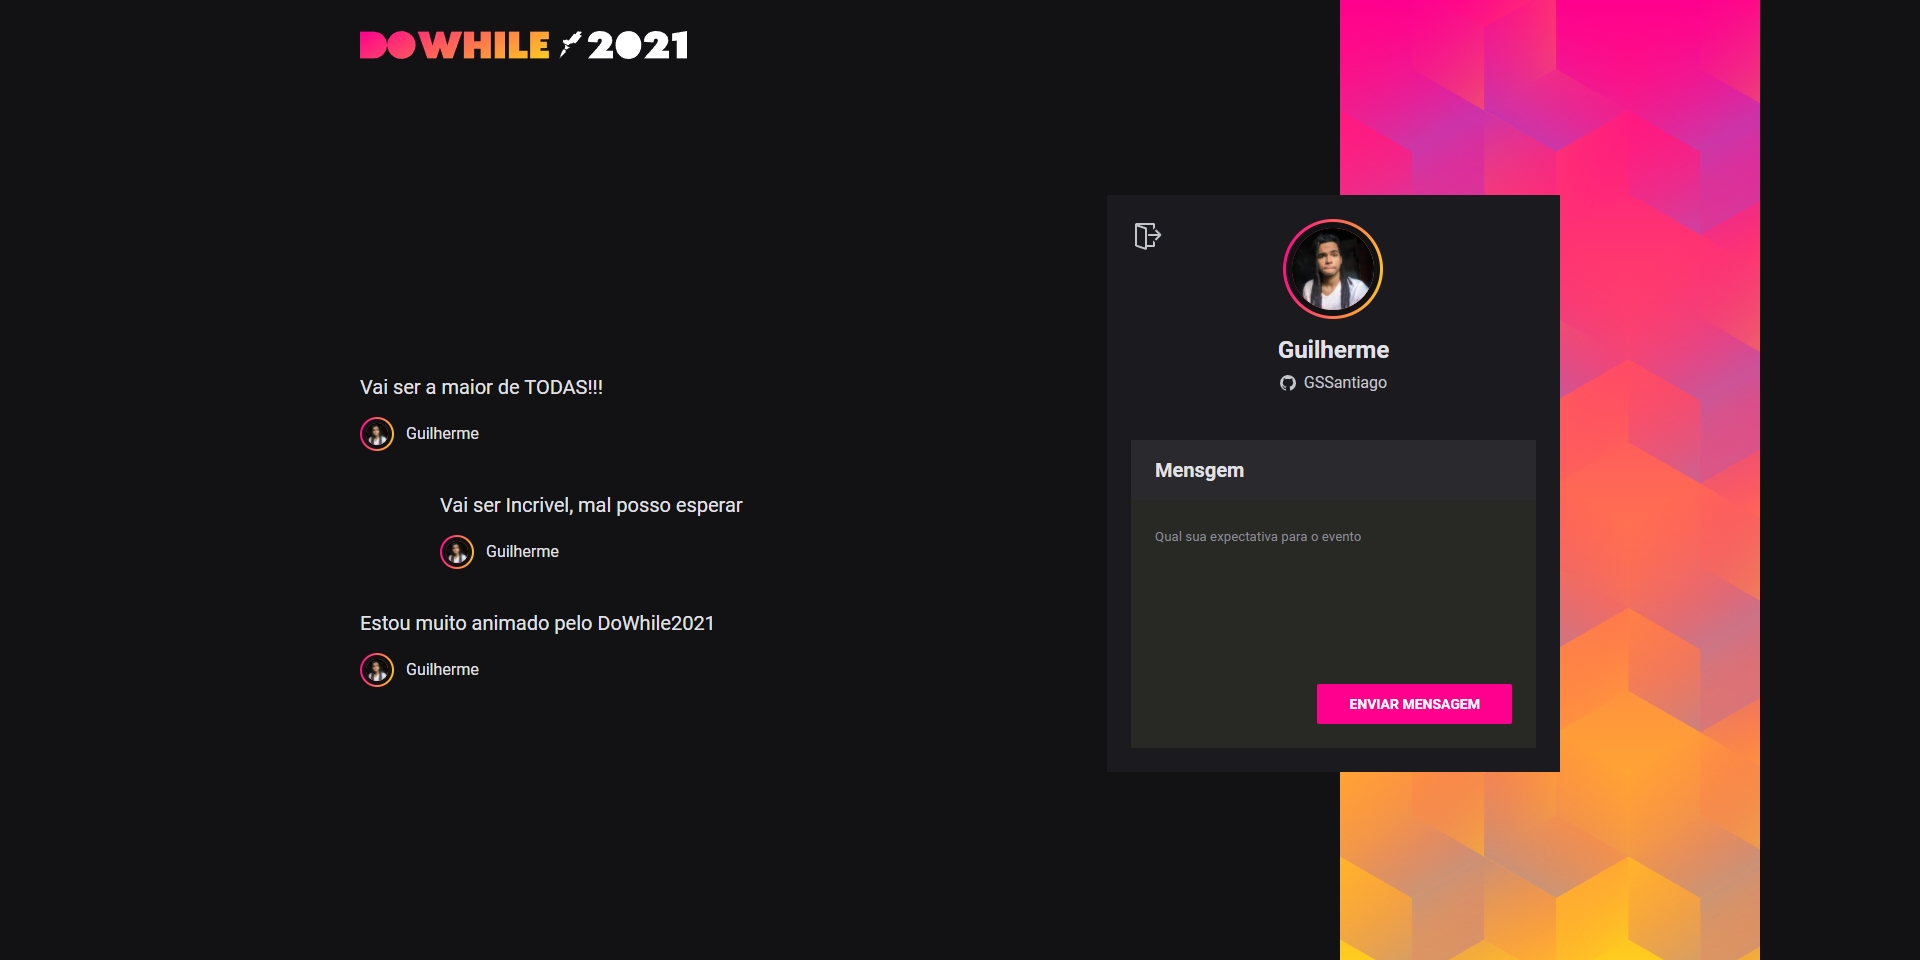 DOWHILE 2021
Vai ser a maior de TODAS!!!
Guilherme
Vai ser Incrivel, mal posso esperar
Guilherme
Estou muito animado pelo DoWhile2021
Guilherme
Guilherme
GSSantiago
Mensgem
Qual sua expectativa para o evento
ENVIAR MENSAGEM